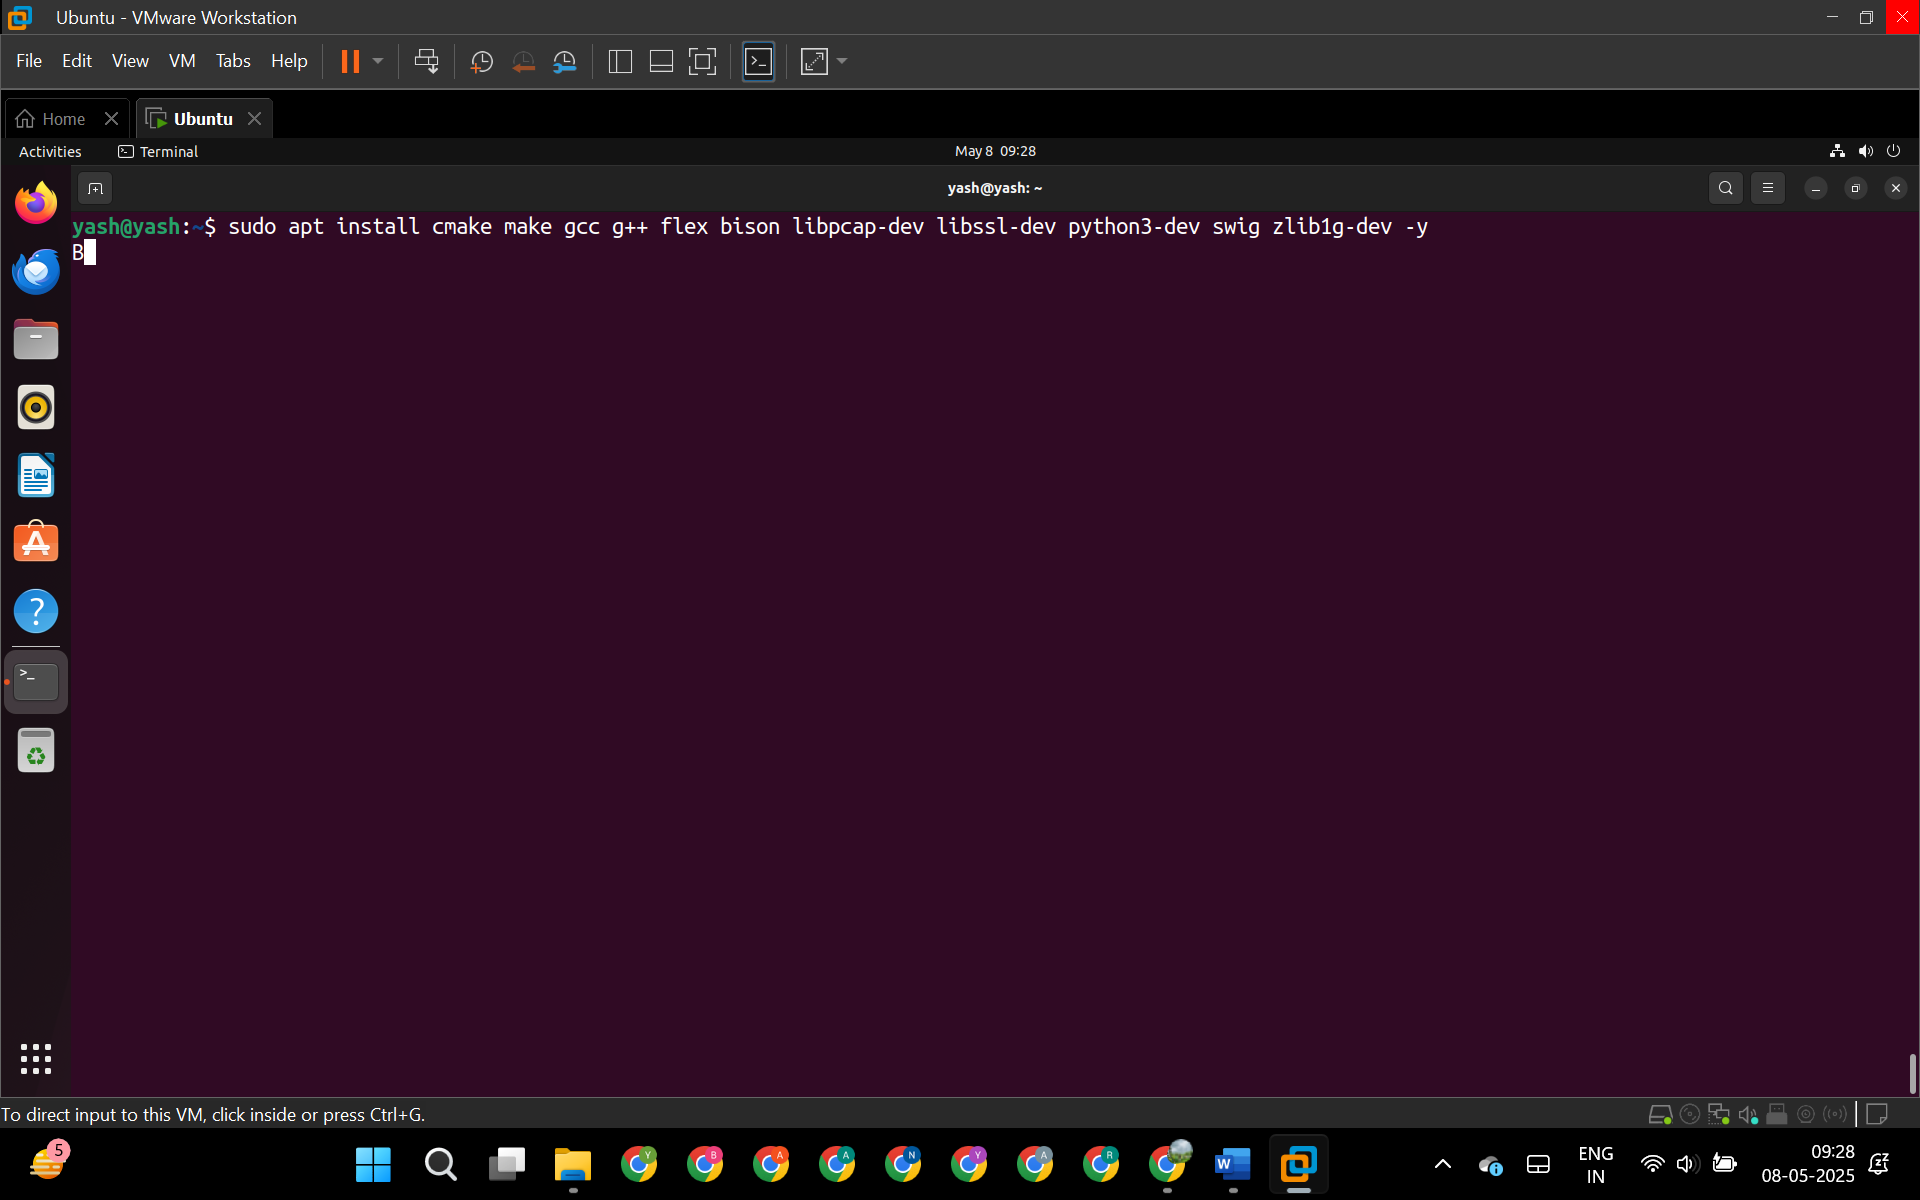 Ubuntu - VMware Workstation
File Edit View VM Tabs Help
Home Ubuntu
Activities Terminal May 8 09:28
yash@yash: ~
yash@yash:~$ sudo apt install cmake make gcc g++ flex bison libpcap-dev libssl-dev python3-dev swig zlib1g-dev -y
B
To direct input to this VM, click inside or press Ctrl+G.
5
Y B A A N Y A R
W
ENG
IN
09:28
08-05-2025